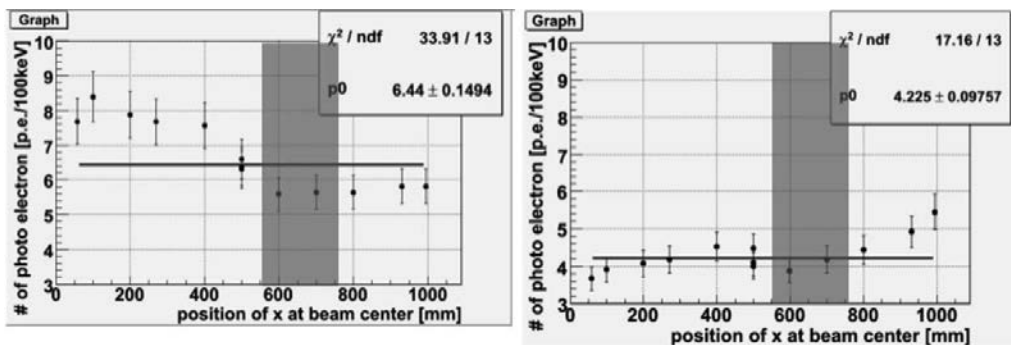 Graph
χ² / ndf 33.91 / 13
p0 6.44 ± 0.1494
# of photo electron [p.e./100keV]
10
9
8
7
6
5
4
3
0 200 400 600 800 1000
position of x at beam center [mm]
Graph
χ² / ndf 17.16 / 13
p0 4.225 ± 0.09757
# of photo electron [p.e./100keV]
10
9
8
7
6
5
4
3
0 200 400 600 800 1000
position of x at beam center [mm]